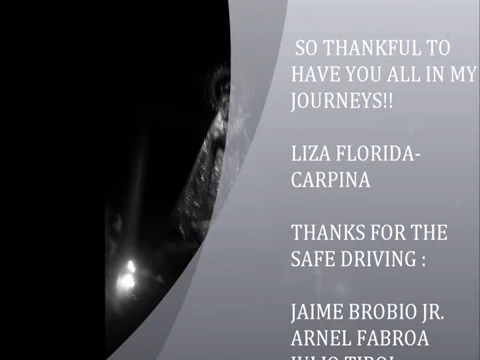 SO THANKFUL TO
HAVE YOU ALL IN MY
JOURNEYS!!
LIZA FLORIDA-
CARPINA
THANKS FOR THE
SAFE DRIVING :
JAIME BROBIO JR.
ARNEL FABROA